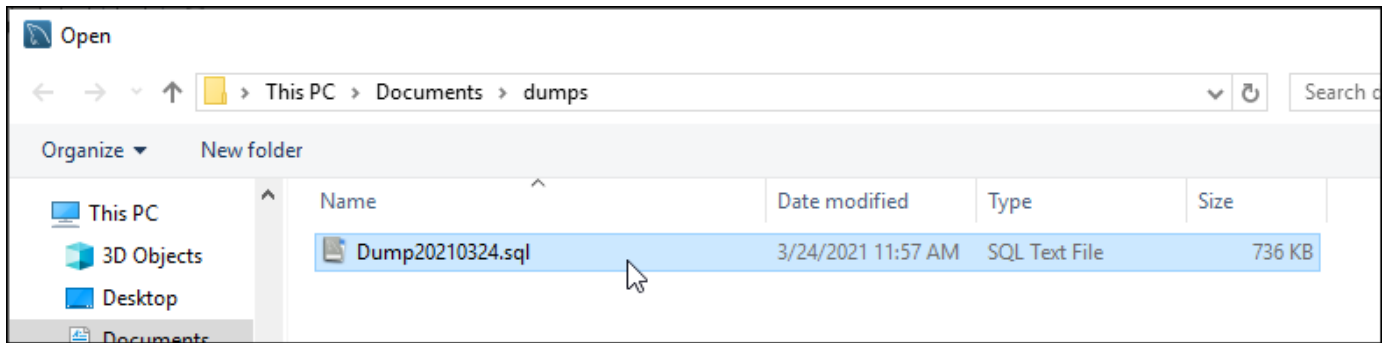 Open
This PC > Documents > dumps
Search
Organize
New folder
This PC
Name
Date modified
Type
Size
3D Objects
Dump20210324.sql
3/24/2021 11:57 AM
SQL Text File
736 KB
Desktop
Documents